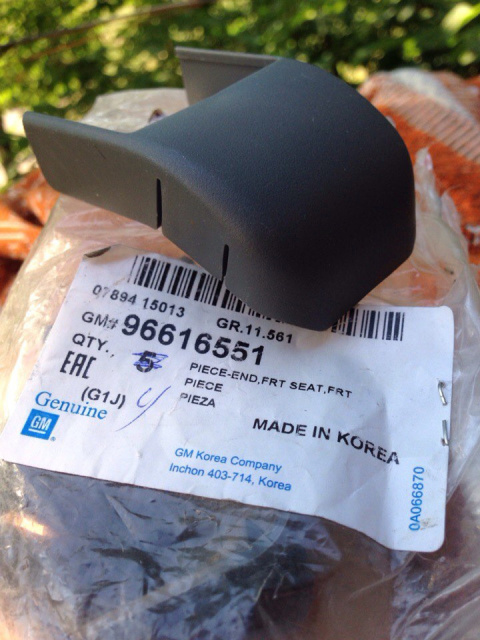 07894 15013 GR.11.561
GM# 96616551
QTY., 5
EAC PIECE-END,FRT SEAT,FRT
(G1J) 4 PIECE
PIEZA
Genuine
GM
MADE IN KOREA
GM Korea Company
Inchon 403-714, Korea
0A066870